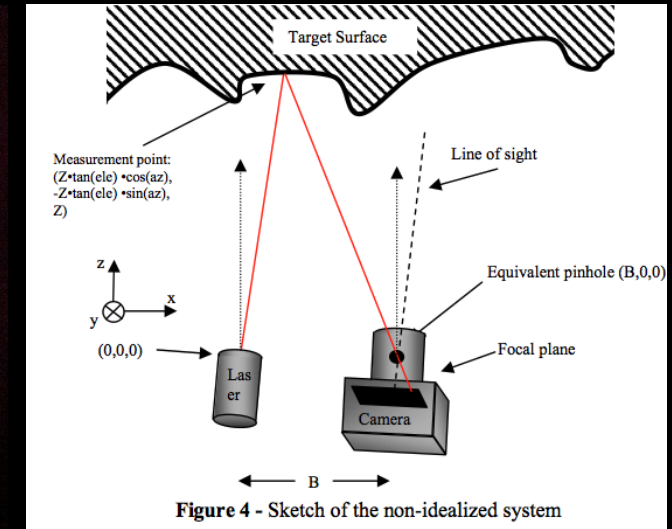 Target Surface
Measurement point:
(Z•tan(ele) •cos(az),
-Z•tan(ele) •sin(az),
Z)
Line of sight
z
x
y
Equivalent pinhole (B,0,0)
(0,0,0)
Focal plane
Las
er
Camera
B
Figure 4 - Sketch of the non-idealized system